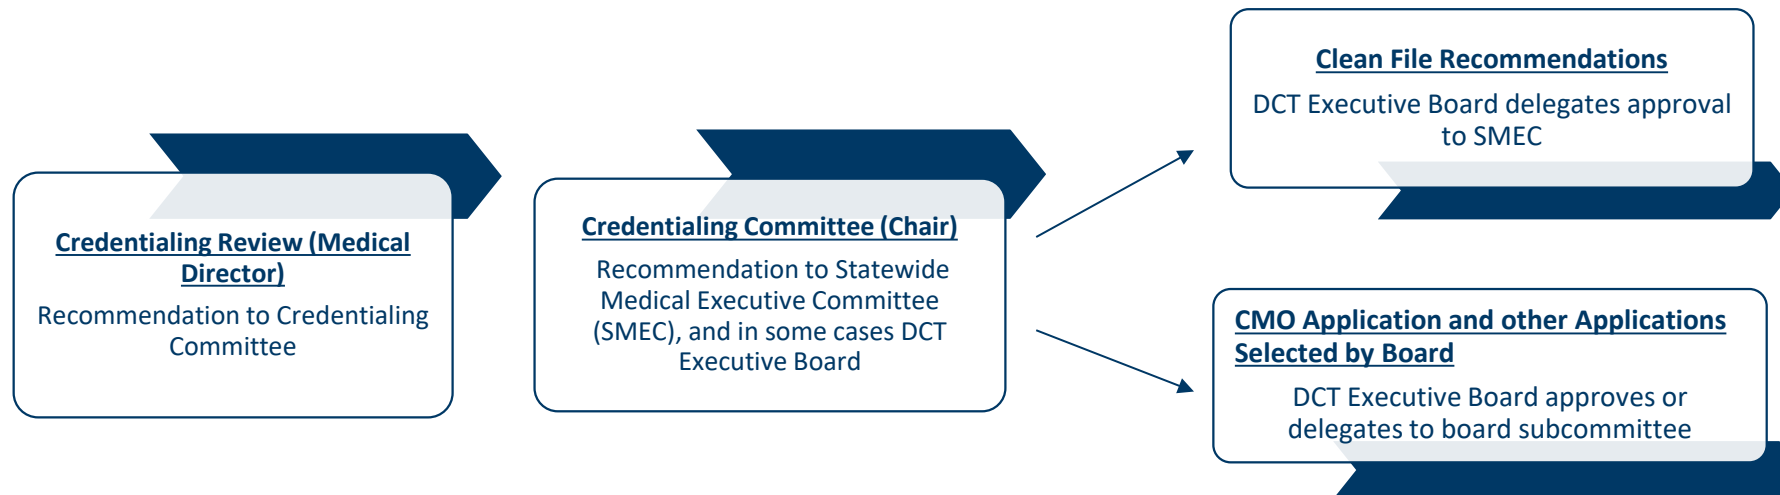 Credentialing Review (Medical
Director)
Recommendation to Credentialing
Committee
Credentialing Committee (Chair)
Recommendation to Statewide
Medical Executive Committee
(SMEC), and in some cases DCT
Executive Board
Clean File Recommendations
DCT Executive Board delegates approval
to SMEC
CMO Application and other Applications
Selected by Board
DCT Executive Board approves or
delegates to board subcommittee